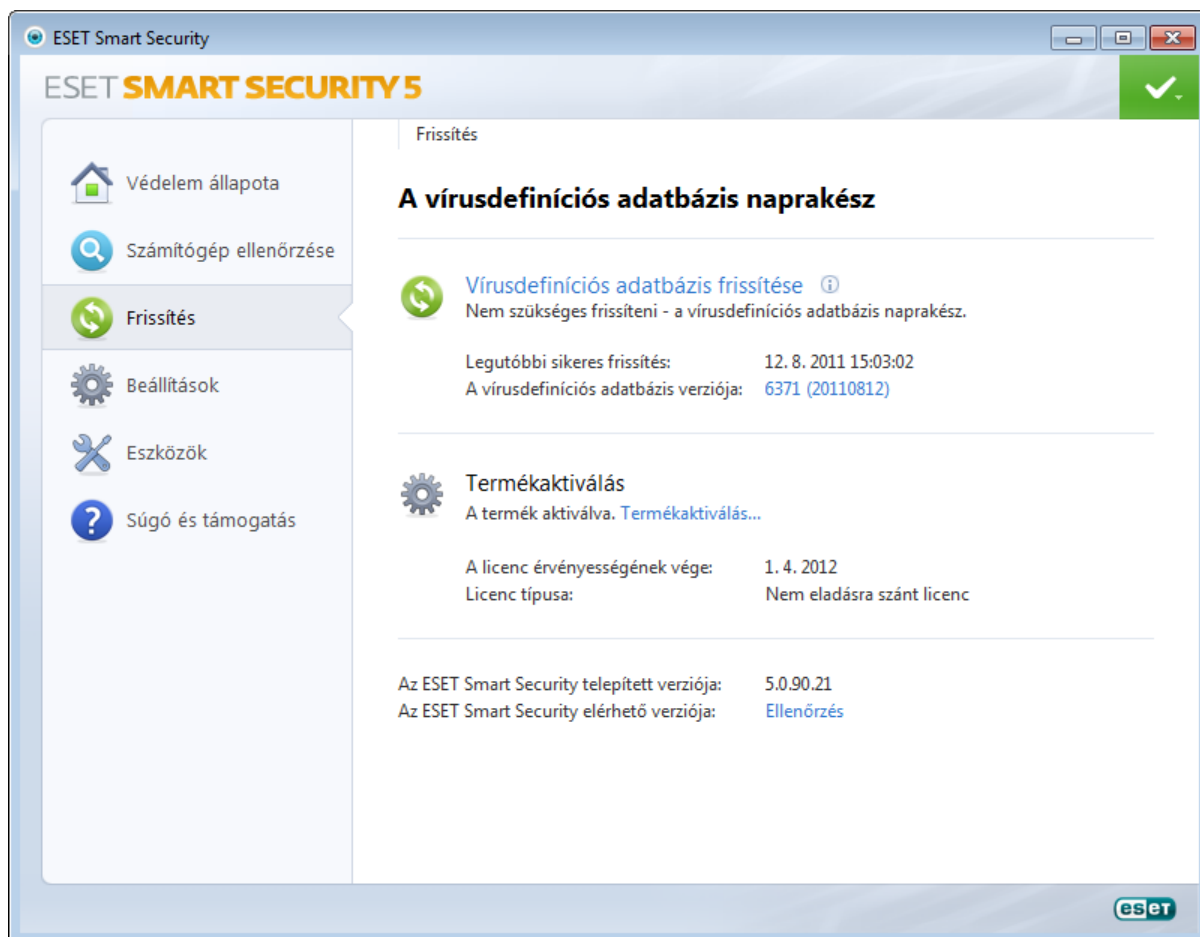 ESET Smart Security
ESET SMART SECURITY 5
Védelem állapota
Számítógép ellenőrzése
Frissítés
Beállítások
Eszközök
Súgó és támogatás
Frissítés
A vírusdefiníciós adatbázis naprakész
Vírusdefiníciós adatbázis frissítése
Nem szükséges frissíteni - a vírusdefiníciós adatbázis naprakész.
Legutóbbi sikeres frissítés: 12. 8. 2011 15:03:02
A vírusdefiníciós adatbázis verziója: 6371 (20110812)
Termékaktiválás
A termék aktiválva. Termékaktiválás...
A licenc érvényességének vége: 1. 4. 2012
Licenc típusa: Nem eladásra szánt licenc
Az ESET Smart Security telepített verziója: 5.0.90.21
Az ESET Smart Security elérhető verziója: Ellenőrzés
eseT